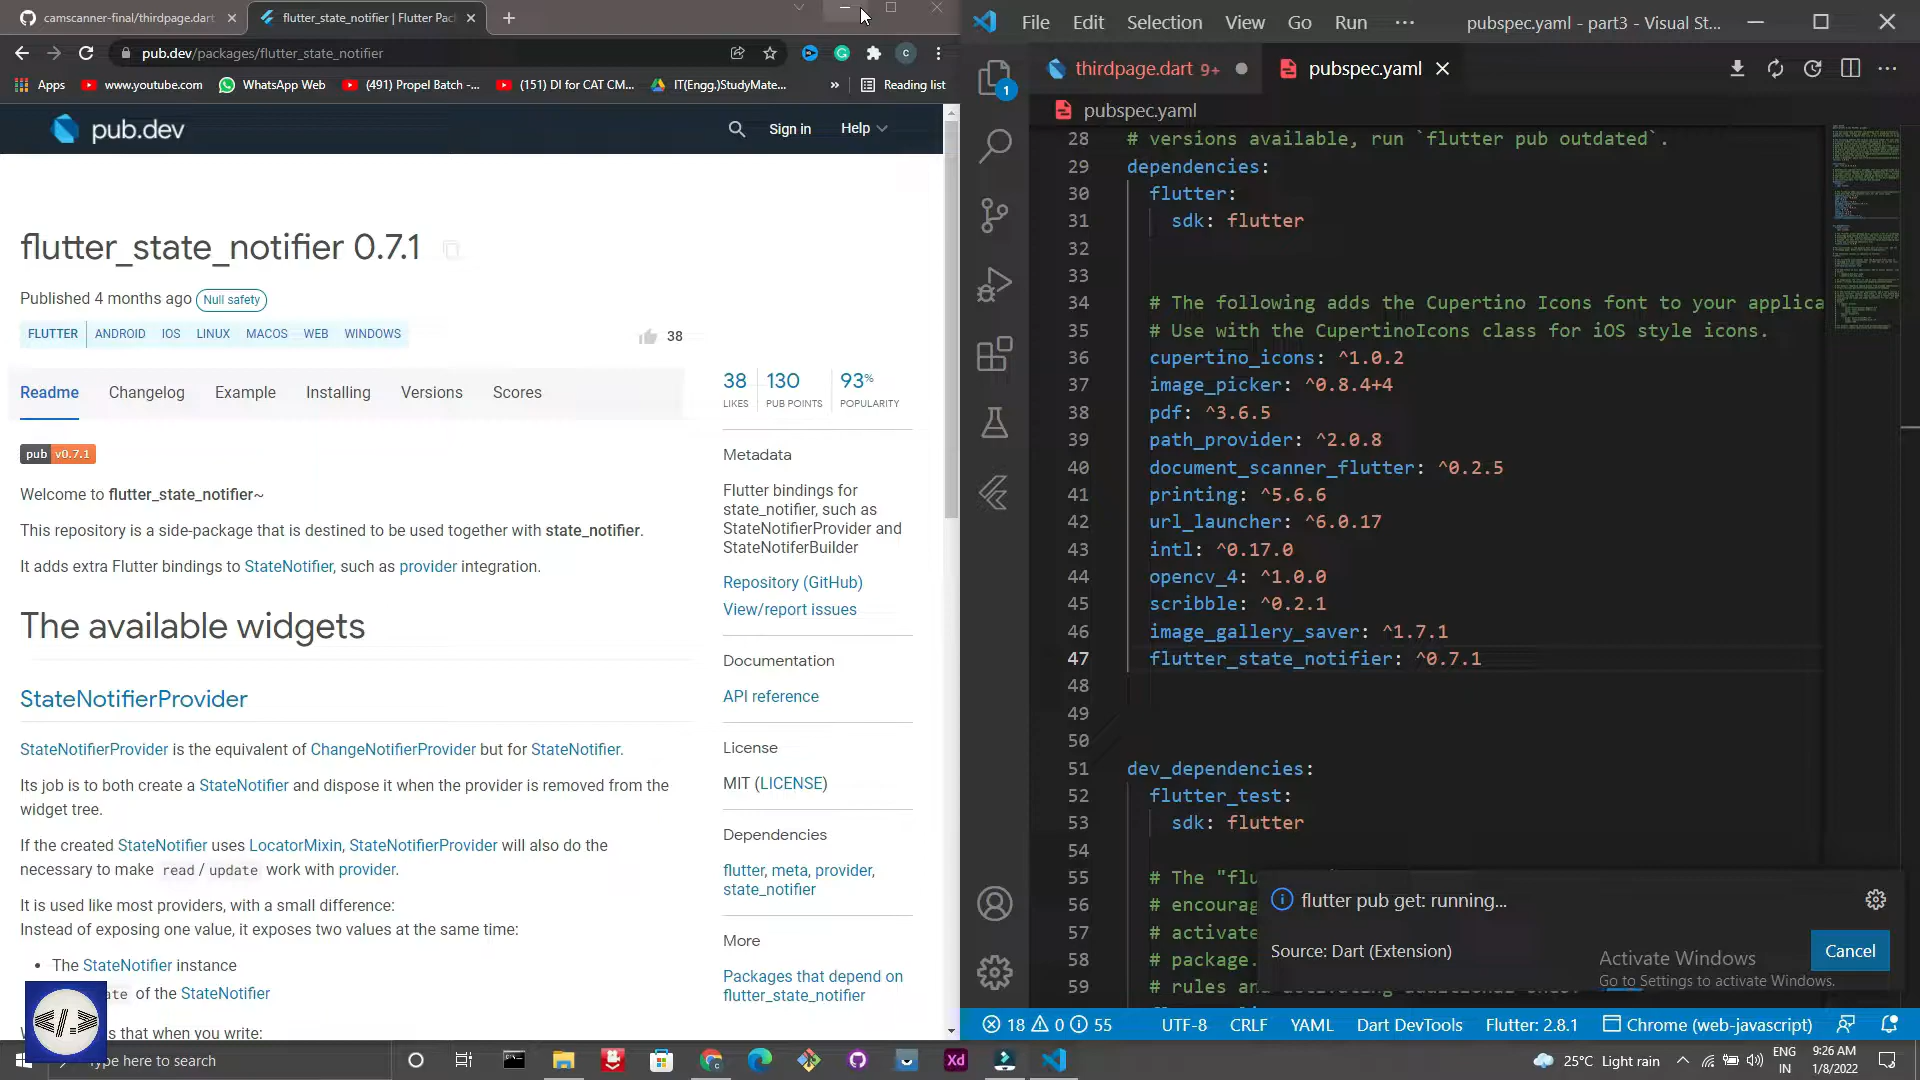 camscanner-final/thirdpage.dart
flutter_state_notifier | Flutter Pac
pub.dev/packages/flutter_state_notifier
Apps
www.youtube.com
WhatsApp Web
(491) Propel Batch -...
(151) DI for CAT CM...
IT(Engg.)StudyMate...
»
Reading list
pub.dev
Sign in
Help
flutter_state_notifier 0.7.1
Published 4 months ago Null safety
FLUTTER ANDROID IOS LINUX MACOS WEB WINDOWS
38
Readme Changelog Example Installing Versions Scores
pub v0.7.1
Welcome to flutter_state_notifier~
This repository is a side-package that is destined to be used together with state_notifier.
It adds extra Flutter bindings to StateNotifier, such as provider integration.
The available widgets
StateNotifierProvider
StateNotifierProvider is the equivalent of ChangeNotifierProvider but for StateNotifier.
Its job is to both create a StateNotifier and dispose it when the provider is removed from the
widget tree.
If the created StateNotifier uses LocatorMixin, StateNotifierProvider will also do the
necessary to make read / update work with provider.
It is used like most providers, with a small difference:
Instead of exposing one value, it exposes two values at the same time:
• The StateNotifier instance
of the StateNotifier
s that when you write:
38 130 93%
LIKES PUB POINTS POPULARITY
Metadata
Flutter bindings for
state_notifier, such as
StateNotifierProvider and
StateNotiferBuilder
Repository (GitHub)
View/report issues
Documentation
API reference
License
MIT (LICENSE)
Dependencies
flutter, meta, provider,
state_notifier
More
Packages that depend on
flutter_state_notifier
File Edit Selection View Go Run ···
pubspec.yaml - part3 - Visual St...
1
thirdpage.dart 9+
pubspec.yaml
pubspec.yaml
28 # versions available, run `flutter pub outdated`.
29 dependencies:
30 flutter:
31 sdk: flutter
32
33
34 # The following adds the Cupertino Icons font to your applica
35 # Use with the CupertinoIcons class for iOS style icons.
36 cupertino_icons: ^1.0.2
37 image_picker: ^0.8.4+4
38 pdf: ^3.6.5
39 path_provider: ^2.0.8
40 document_scanner_flutter: ^0.2.5
41 printing: ^5.6.6
42 url_launcher: ^6.0.17
43 intl: ^0.17.0
44 opencv_4: ^1.0.0
45 scribble: ^0.2.1
46 image_gallery_saver: ^1.7.1
47 flutter_state_notifier: ^0.7.1
48
49
50
51 dev_dependencies:
52 flutter_test:
53 sdk: flutter
54
55 # The "flu
56 # encourag
57 # activate
58 # package.
59 # rules an
flutter pub get: running...
Source: Dart (Extension)
Cancel
Activate Windows
Go to Settings to activate Windows.
18 0 55
UTF-8 CRLF YAML Dart DevTools Flutter: 2.8.1 Chrome (web-javascript)
</.>
ype here to search
Xd
25°C Light rain
ENG
IN
9:26 AM
1/8/2022